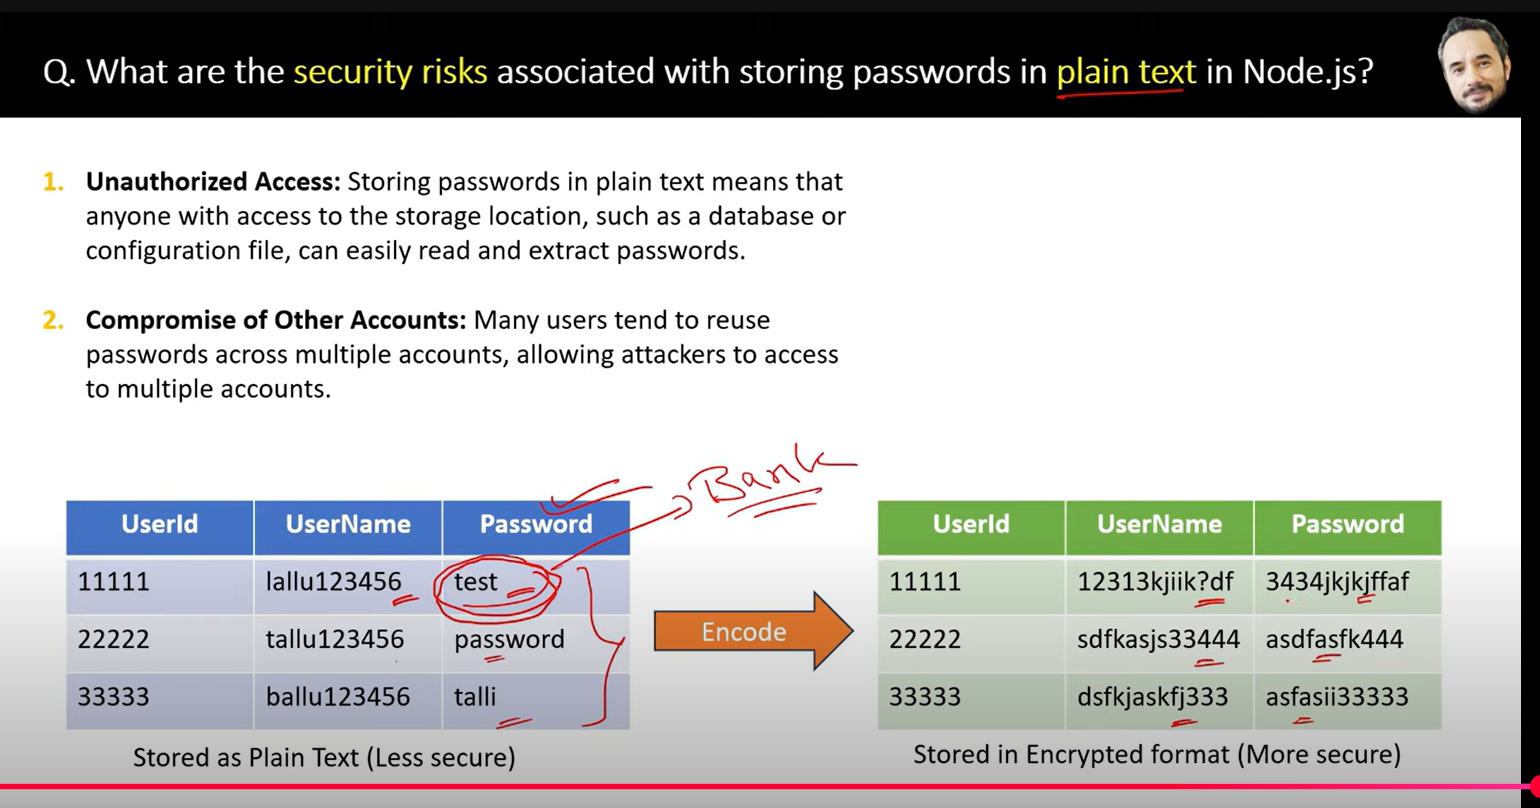 Q. What are the security risks associated with storing passwords in plain text in Node.js?
1. Unauthorized Access: Storing passwords in plain text means that
anyone with access to the storage location, such as a database or
configuration file, can easily read and extract passwords.
2. Compromise of Other Accounts: Many users tend to reuse
passwords across multiple accounts, allowing attackers to access
to multiple accounts.
Bank
UserId UserName Password
11111 lallu123456 test
22222 tallu123456 password
33333 ballu123456 talli
Stored as Plain Text (Less secure)
Encode
UserId UserName Password
11111 12313kjiik?df 3434jkjkjffaf
22222 sdfkasjs33444 asdfasfk444
33333 dsfkjaskfj333 asfasii33333
Stored in Encrypted format (More secure)